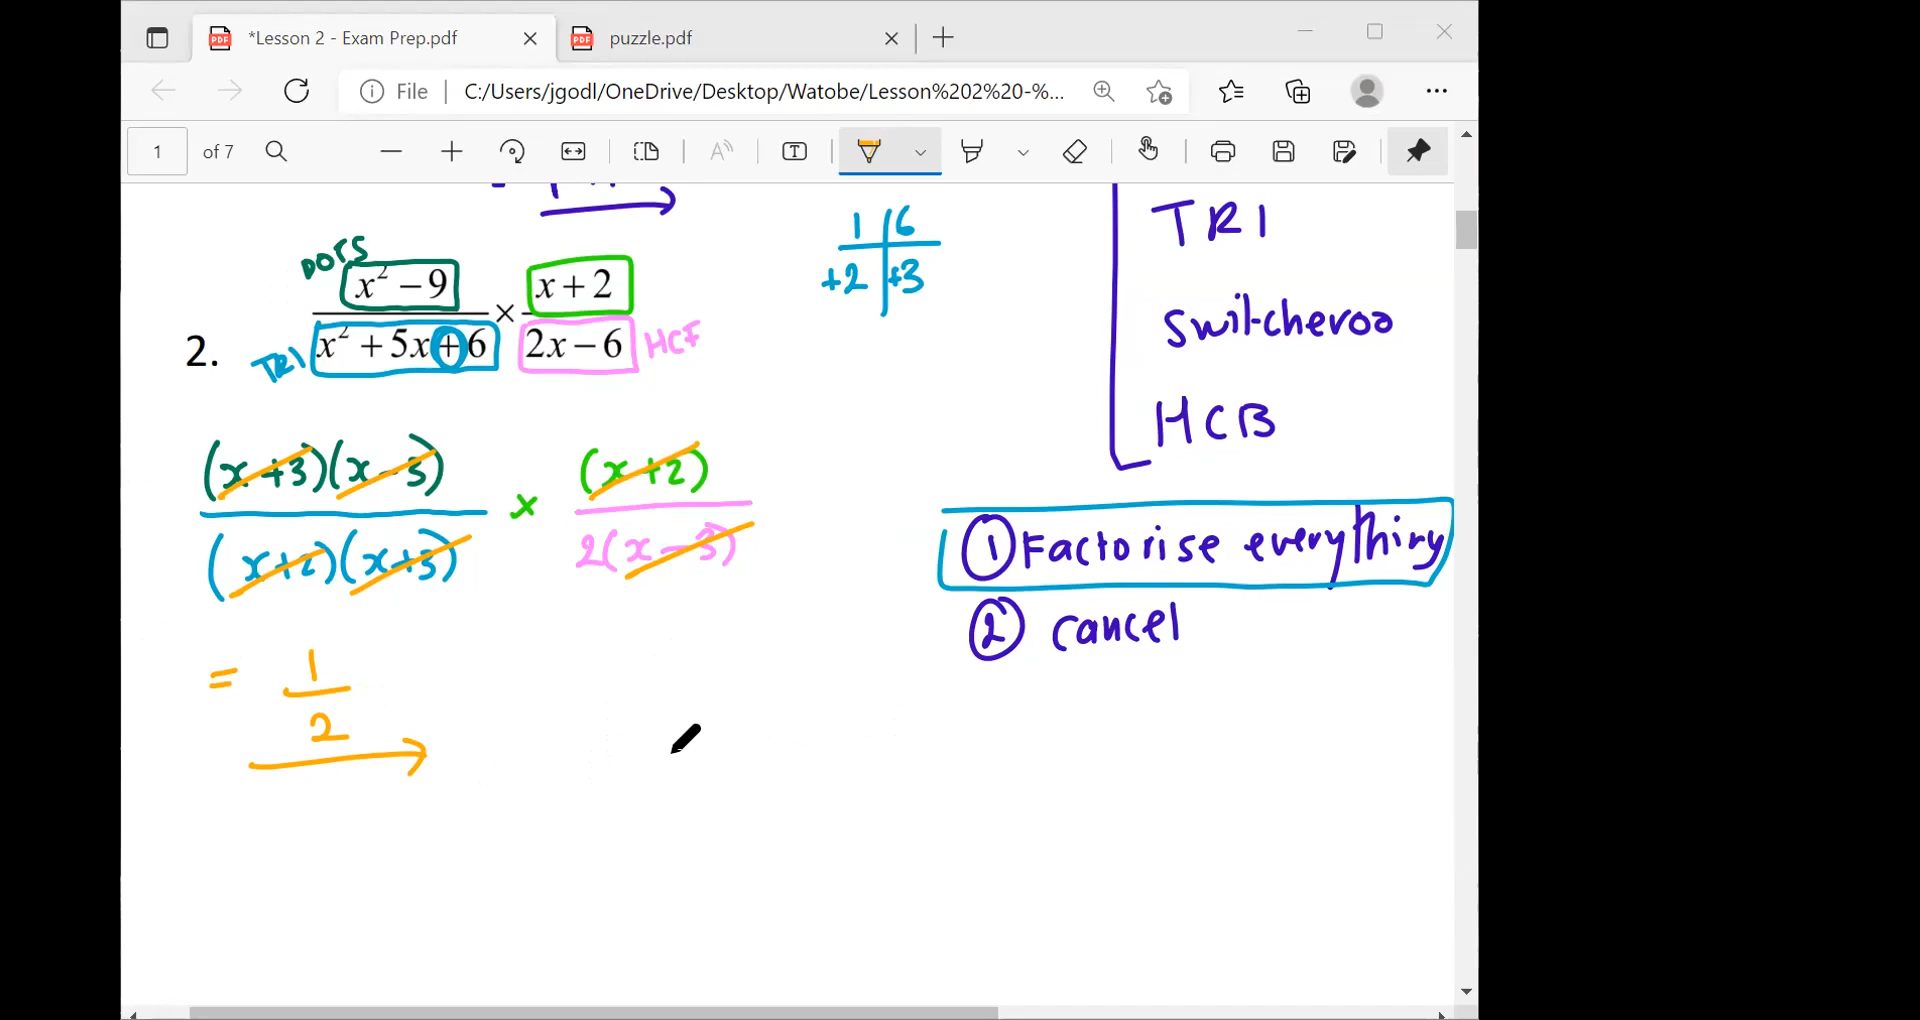 *Lesson 2 - Exam Prep.pdf
puzzle.pdf
File
C:/Users/jgodl/OneDrive/Desktop/Watobe/Lesson%202%20-%...
1 of 7
1 | 6
+2 | +3
TRI
Switcheroo
HCB
DOTS
x² − 9 × x + 2
2. TRI x² + 5x + 6 2x − 6 HCF
(x+3)(x−3) × (x+2)
(x+2)(x+3) 2(x−3)
① Factorise everything
② cancel
= 1
2